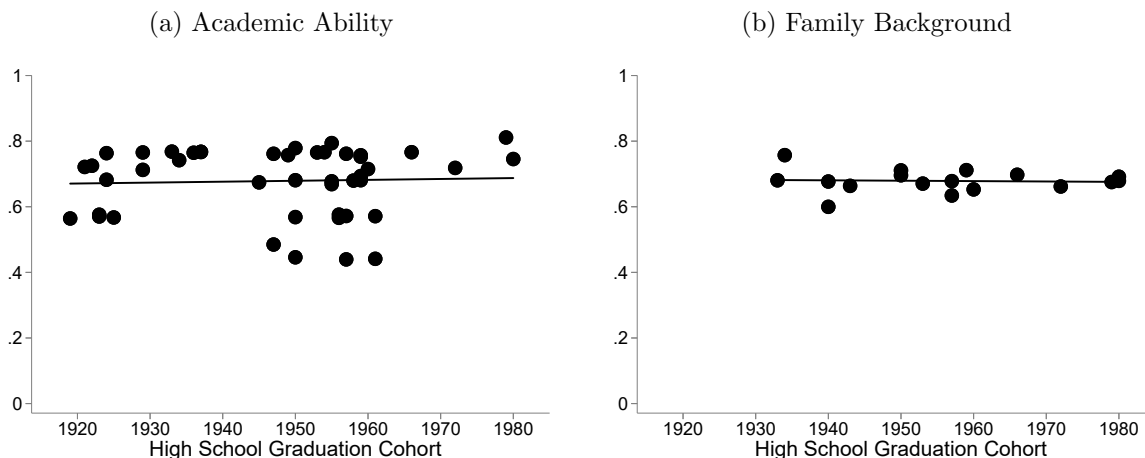 (a) Academic Ability
(b) Family Background
1
.8
.6
.4
.2
0
1920 1930 1940 1950 1960 1970 1980
High School Graduation Cohort
1
.8
.6
.4
.2
0
1920 1930 1940 1950 1960 1970 1980
High School Graduation Cohort